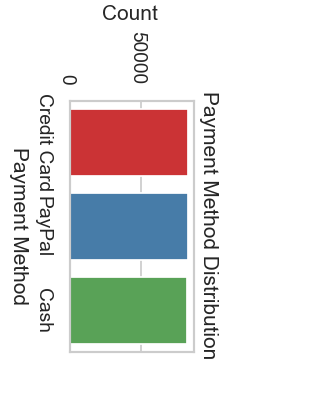 Payment Method Distribution
Count
50000
0
Credit Card
PayPal
Cash
Payment Method